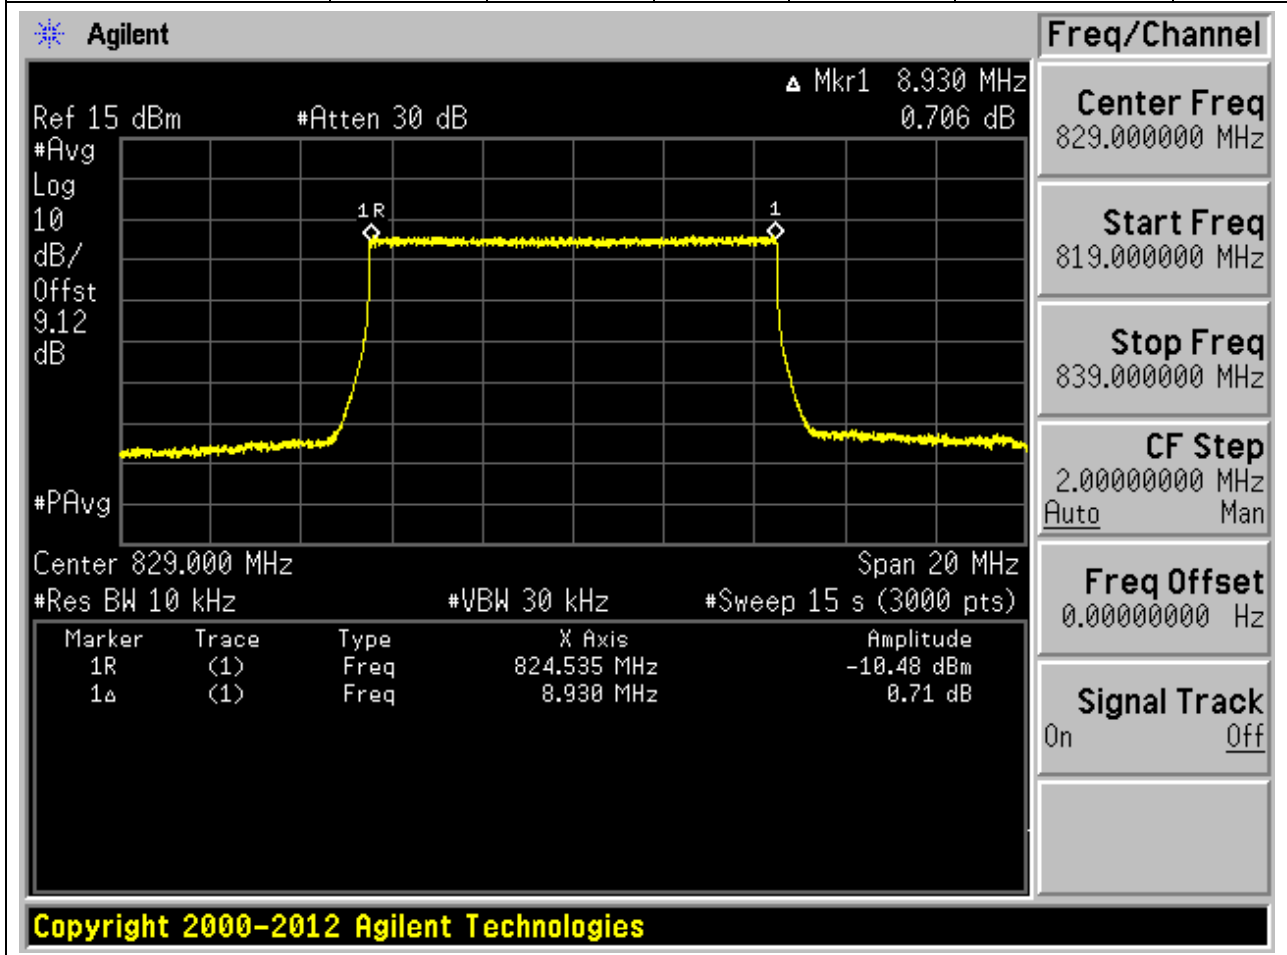 Agilent
Freq/Channel
Δ Mkr1 8.930 MHz
Ref 15 dBm #Atten 30 dB 0.706 dB
#Avg
Log
10
dB/
Offst
9.12
dB
1R 1
#PAvg
Center 829.000 MHz Span 20 MHz
#Res BW 10 kHz #VBW 30 kHz #Sweep 15 s (3000 pts)
Marker Trace Type X Axis Amplitude
1R (1) Freq 824.535 MHz -10.48 dBm
1Δ (1) Freq 8.930 MHz 0.71 dB
Center Freq
829.000000 MHz
Start Freq
819.000000 MHz
Stop Freq
839.000000 MHz
CF Step
2.00000000 MHz
Auto Man
Freq Offset
0.00000000 Hz
Signal Track
On Off
Copyright 2000-2012 Agilent Technologies